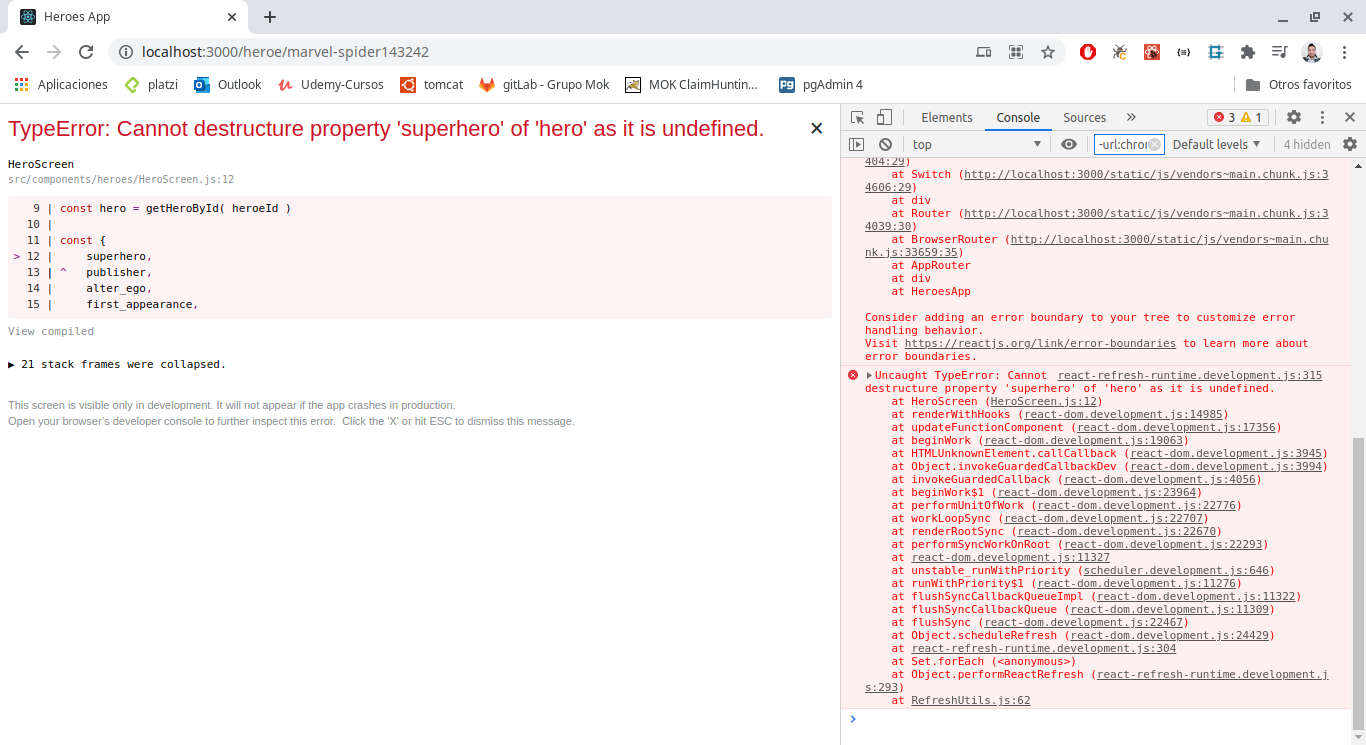 Heroes App
localhost:3000/heroe/marvel-spider143242
Aplicaciones
platzi
Outlook
Udemy-Cursos
tomcat
gitLab - Grupo Mok
MOK ClaimHuntin...
pgAdmin 4
Otros favoritos
TypeError: Cannot destructure property 'superhero' of 'hero' as it is undefined.
HeroScreen
src/components/heroes/HeroScreen.js:12
9 | const hero = getHeroById( heroeId )
10 |
11 | const {
> 12 | superhero,
13 | ^ publisher,
14 | alter_ego,
15 | first_appearance,
View compiled
▶ 21 stack frames were collapsed.
This screen is visible only in development. It will not appear if the app crashes in production.
Open your browser's developer console to further inspect this error. Click the 'X' or hit ESC to dismiss this message.
Elements Console Sources » 3 1
top -url:chro Default levels ▼ 4 hidden
404:29)
at Switch (http://localhost:3000/static/js/vendors~main.chunk.js:3
4606:29)
at div
at Router (http://localhost:3000/static/js/vendors~main.chunk.js:3
4039:30)
at BrowserRouter (http://localhost:3000/static/js/vendors~main.chu
nk.js:33659:35)
at AppRouter
at div
at HeroesApp
Consider adding an error boundary to your tree to customize error
handling behavior.
Visit https://reactjs.org/link/error-boundaries to learn more about
error boundaries.
Uncaught TypeError: Cannot react-refresh-runtime.development.js:315
destructure property 'superhero' of 'hero' as it is undefined.
at HeroScreen (HeroScreen.js:12)
at renderWithHooks (react-dom.development.js:14985)
at updateFunctionComponent (react-dom.development.js:17356)
at beginWork (react-dom.development.js:19063)
at HTMLUnknownElement.callCallback (react-dom.development.js:3945)
at Object.invokeGuardedCallbackDev (react-dom.development.js:3994)
at invokeGuardedCallback (react-dom.development.js:4056)
at beginWork$1 (react-dom.development.js:23964)
at performUnitOfWork (react-dom.development.js:22776)
at workLoopSync (react-dom.development.js:22707)
at renderRootSync (react-dom.development.js:22670)
at performSyncWorkOnRoot (react-dom.development.js:22293)
at react-dom.development.js:11327
at unstable_runWithPriority (scheduler.development.js:646)
at runWithPriority$1 (react-dom.development.js:11276)
at flushSyncCallbackQueueImpl (react-dom.development.js:11322)
at flushSyncCallbackQueue (react-dom.development.js:11309)
at flushSync (react-dom.development.js:22467)
at Object.scheduleRefresh (react-dom.development.js:24429)
at react-refresh-runtime.development.js:304
at Set.forEach (<anonymous>)
at Object.performReactRefresh (react-refresh-runtime.development.j
s:293)
at RefreshUtils.js:62